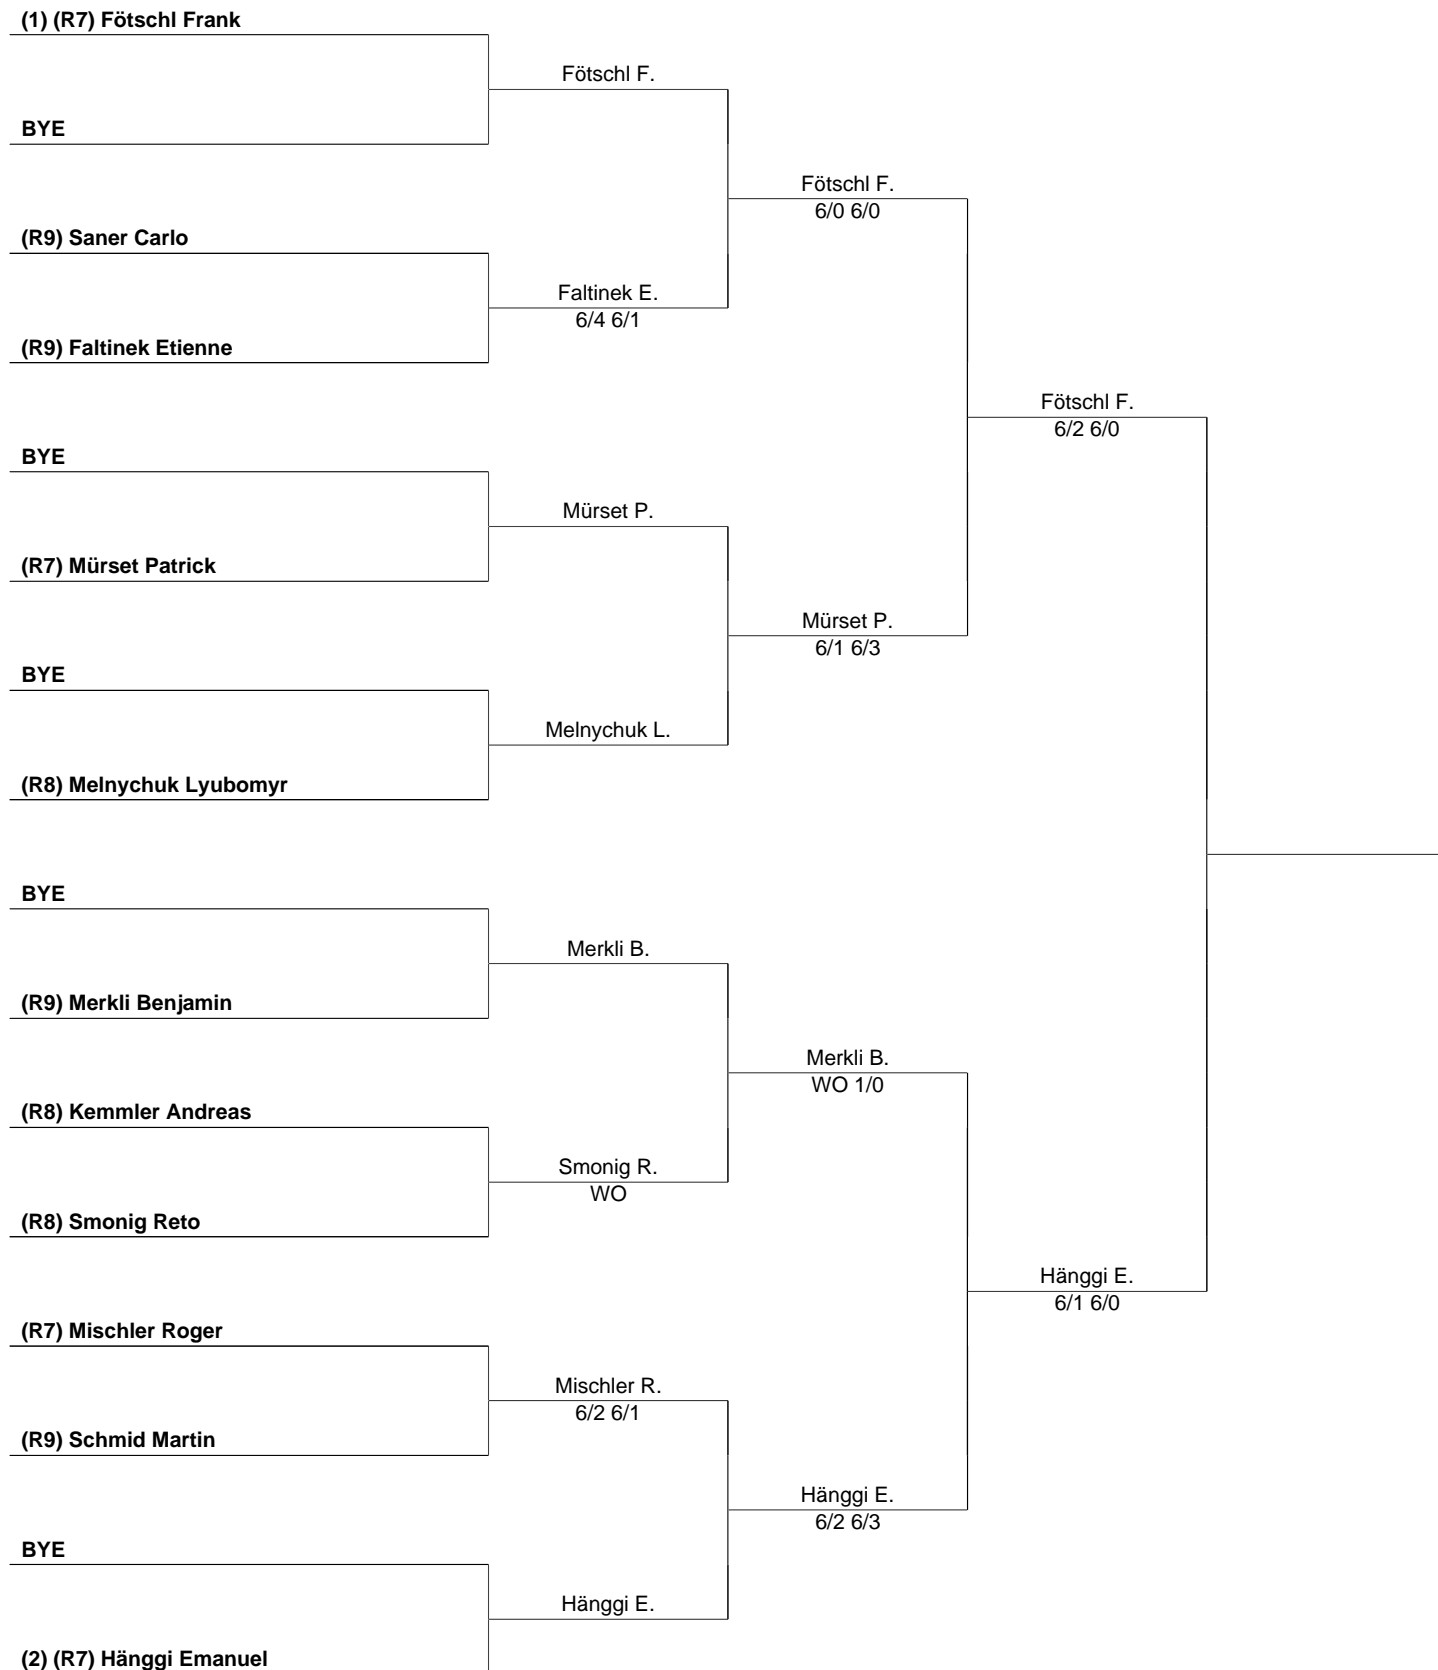 (1) (R7) Fötschl Frank
Fötschl F.
BYE
Fötschl F.
6/0 6/0
(R9) Saner Carlo
Faltinek E.
6/4 6/1
(R9) Faltinek Etienne
Fötschl F.
6/2 6/0
BYE
Mürset P.
(R7) Mürset Patrick
Mürset P.
6/1 6/3
BYE
Melnychuk L.
(R8) Melnychuk Lyubomyr
BYE
Merkli B.
(R9) Merkli Benjamin
Merkli B.
WO 1/0
(R8) Kemmler Andreas
Smonig R.
WO
(R8) Smonig Reto
Hänggi E.
6/1 6/0
(R7) Mischler Roger
Mischler R.
6/2 6/1
(R9) Schmid Martin
Hänggi E.
6/2 6/3
BYE
Hänggi E.
(2) (R7) Hänggi Emanuel